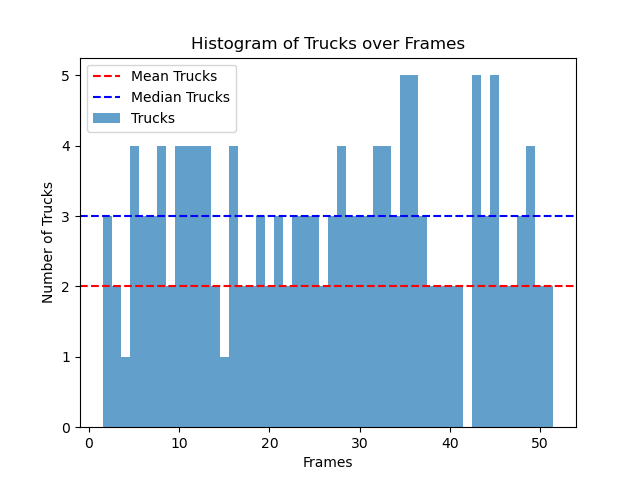 Histogram of Trucks over Frames
Mean Trucks
Median Trucks
Trucks
Number of Trucks
5
4
3
2
1
0
0 10 20 30 40 50
Frames